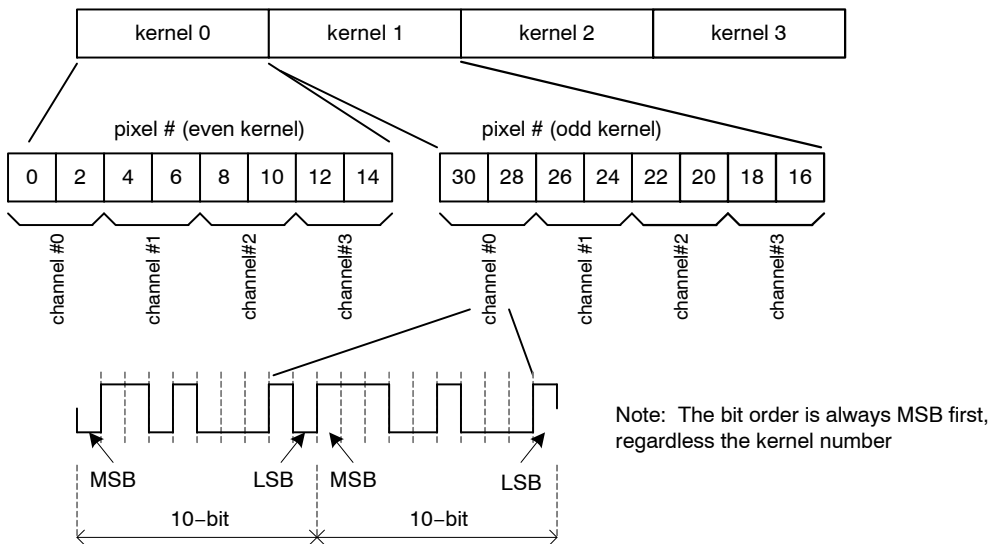 kernel 0 kernel 1 kernel 2 kernel 3
pixel # (even kernel) pixel # (odd kernel)
0 2 4 6 8 10 12 14 30 28 26 24 22 20 18 16
channel #0 channel #1 channel #2 channel#3 channel #0 channel #1 channel#2 channel#3
Note: The bit order is always MSB first,
regardless the kernel number
MSB LSB MSB LSB
10−bit 10−bit